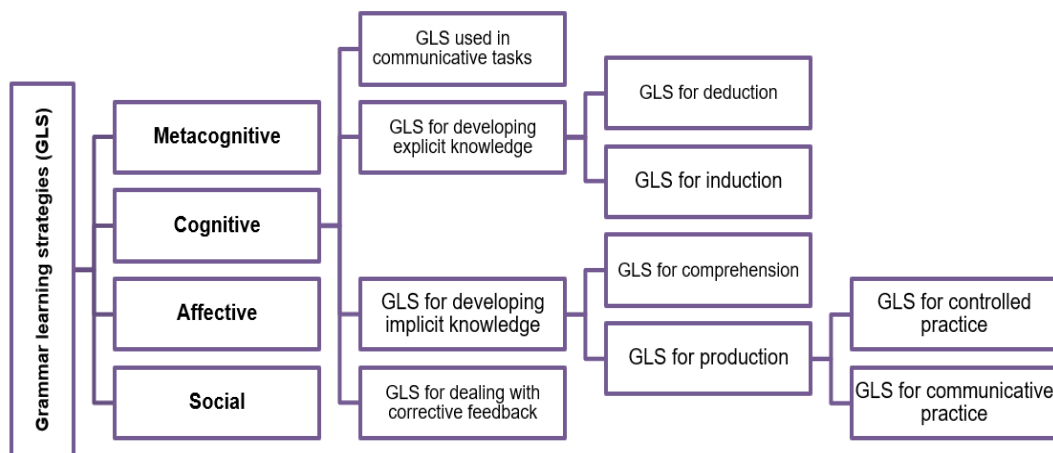 Grammar learning strategies (GLS)
Metacognitive
Cognitive
Affective
Social
GLS used in
communicative tasks
GLS for developing
explicit knowledge
GLS for developing
implicit knowledge
GLS for dealing with
corrective feedback
GLS for deduction
GLS for induction
GLS for comprehension
GLS for production
GLS for controlled
practice
GLS for communicative
practice